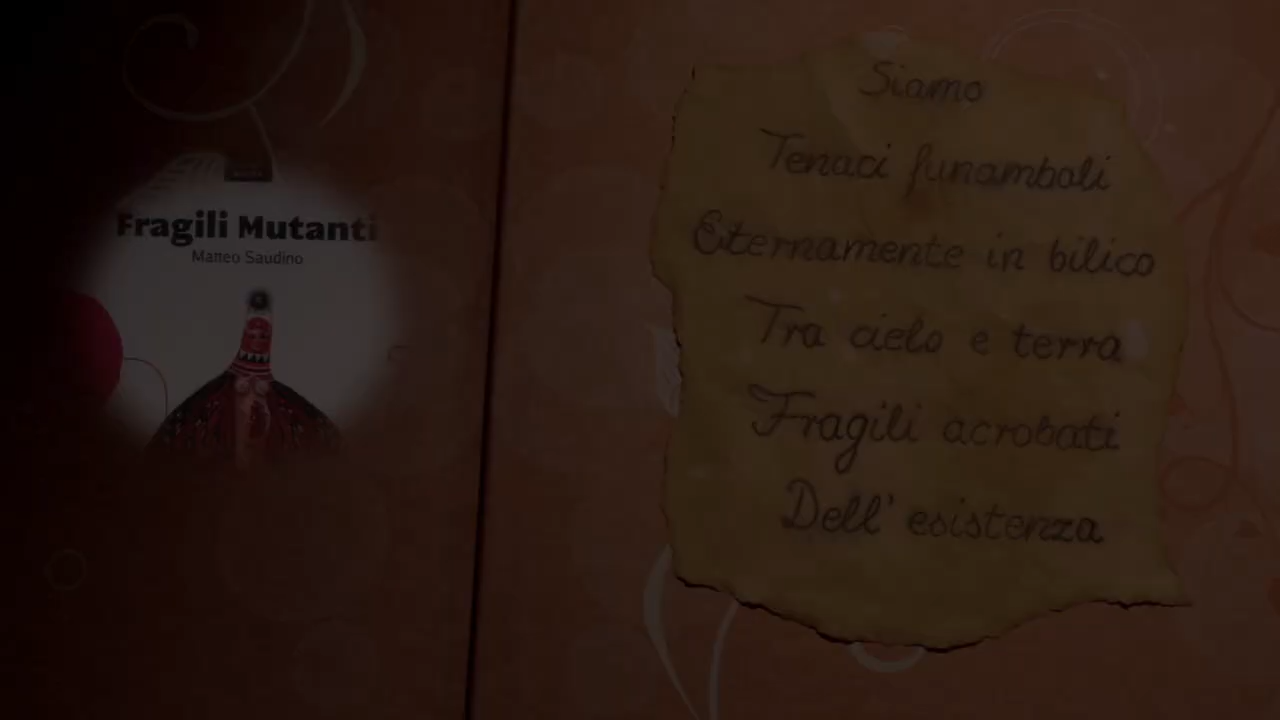 Fragili Mutanti
Matteo Saudino
Siamo
Tenaci funamboli
Eternamente in bilico
Tra cielo e terra
Fragili acrobati
Dell' esistenza